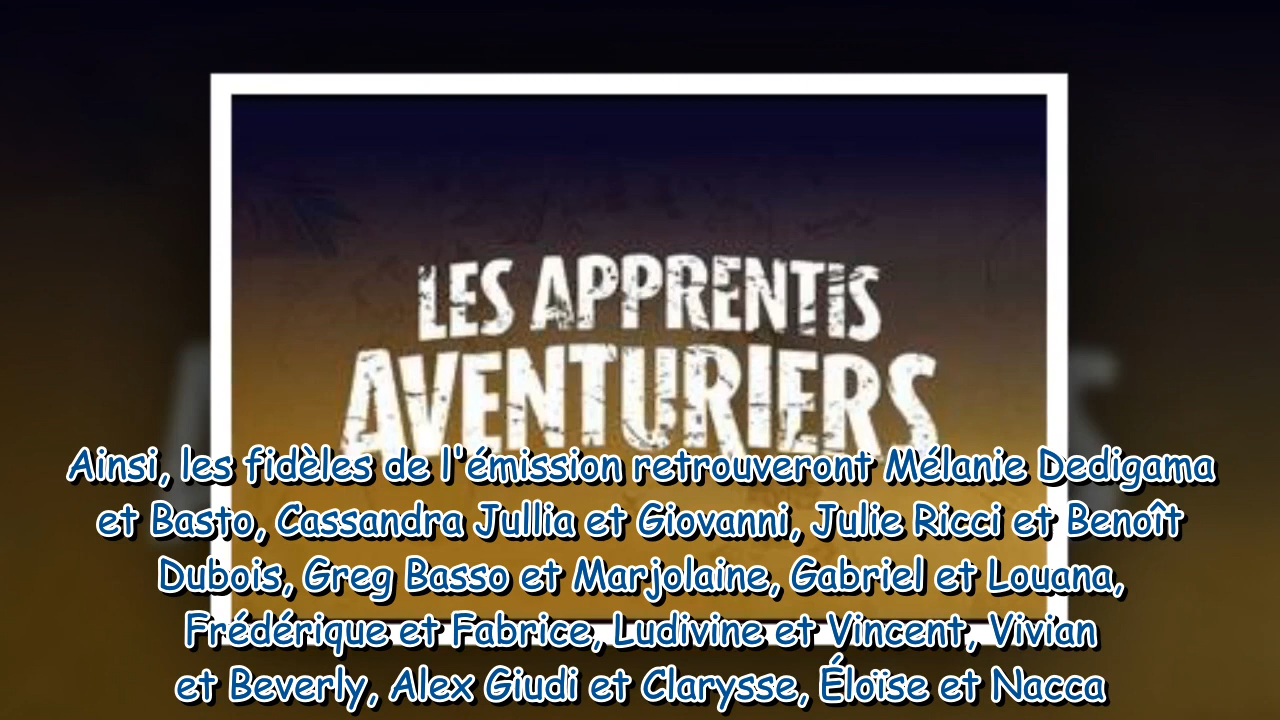 LES APPRENTIS
AVENTURIERS
Ainsi, les fidèles de l'émission retrouveront Mélanie Dedigama
et Basto, Cassandra Jullia et Giovanni, Julie Ricci et Benoît
Dubois, Greg Basso et Marjolaine, Gabriel et Louana,
Frédérique et Fabrice, Ludivine et Vincent, Vivian
et Beverly, Alex Giudi et Clarysse, Éloïse et Nacca